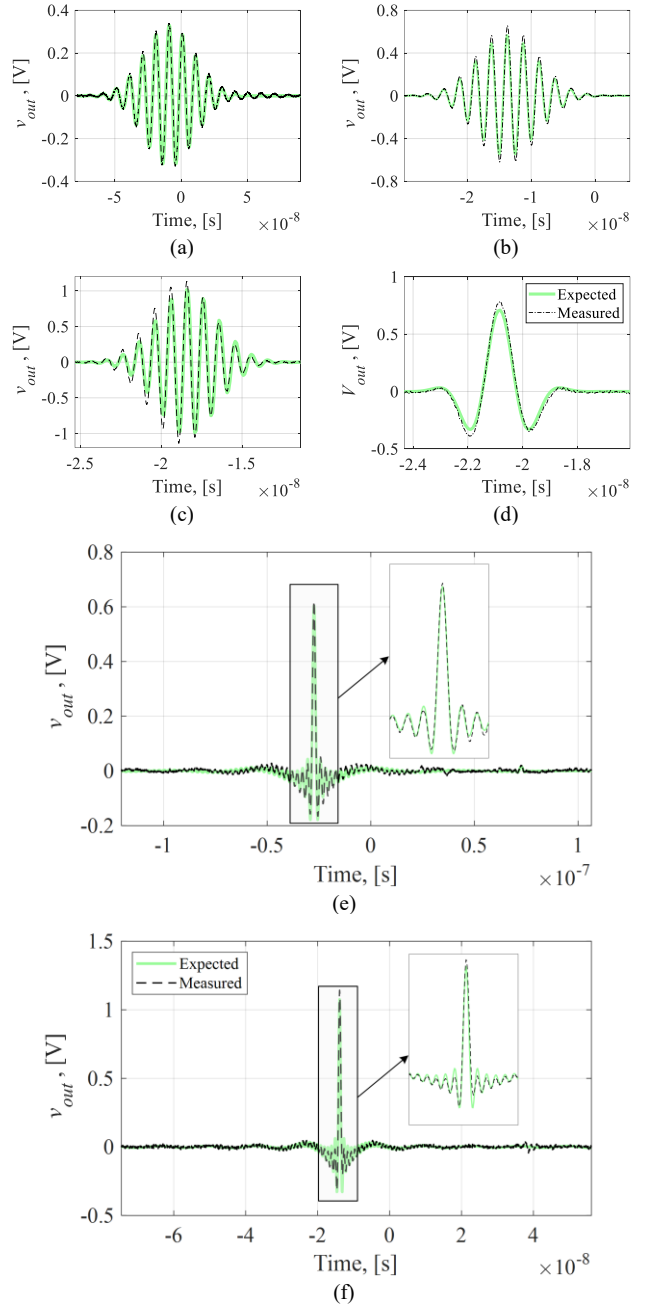 0.4
0.2
0
-0.2
-0.4
v_out , [V]
-5 0 5
Time, [s]
×10^-8
(a)
0.8
0.4
0
-0.4
-0.8
v_out , [V]
-2 -1 0
Time, [s]
×10^-8
(b)
1
0.5
0
-0.5
-1
v_out , [V]
-2.5 -2 -1.5
Time, [s]
×10^-8
(c)
1
0.5
0
-0.5
V_out , [V]
Expected
Measured
-2.4 -2.2 -2 -1.8
Time, [s]
×10^-8
(d)
0.8
0.6
0.4
0.2
0
-0.2
v_out , [V]
-1 -0.5 0 0.5 1
Time, [s]
×10^-7
(e)
1.5
1
0.5
0
-0.5
v_out , [V]
Expected
Measured
-6 -4 -2 0 2 4
Time, [s]
×10^-8
(f)